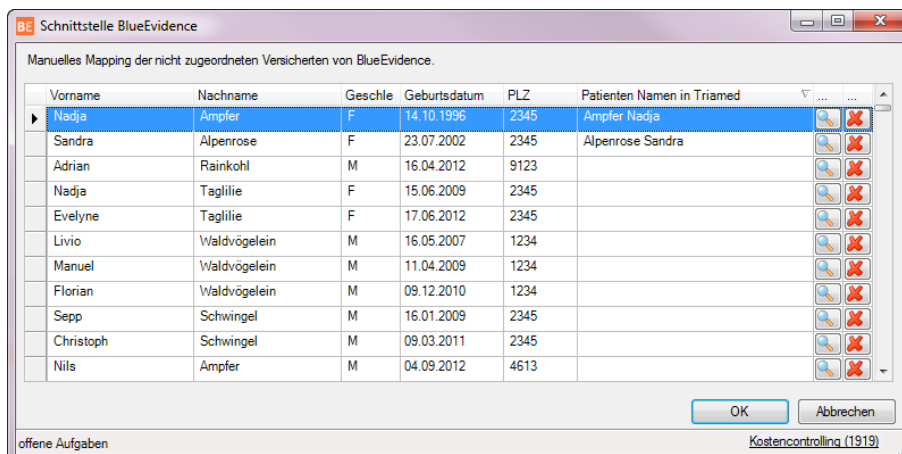 BE Schnittstelle BlueEvidence
Manuelles Mapping der nicht zugeordneten Versicherten von BlueEvidence.
Vorname Nachname Geschle Geburtsdatum PLZ Patienten Namen in Triamed ... ...
Nadja Ampfer F 14.10.1996 2345 Ampfer Nadja
Sandra Alpenrose F 23.07.2002 2345 Alpenrose Sandra
Adrian Rainkohl M 16.04.2012 9123
Nadja Taglilie F 15.06.2009 2345
Evelyne Taglilie F 17.06.2012 2345
Livio Waldvögelein M 16.05.2007 1234
Manuel Waldvögelein M 11.04.2009 1234
Florian Waldvögelein M 09.12.2010 1234
Sepp Schwingel M 16.01.2009 2345
Christoph Schwingel M 09.03.2011 2345
Nils Ampfer M 04.09.2012 4613
OK Abbrechen
offene Aufgaben Kostencontrolling (1919)